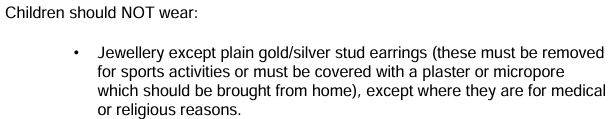 Children should NOT wear:
• Jewellery except plain gold/silver stud earrings (these must be removed
for sports activities or must be covered with a plaster or micropore
which should be brought from home), except where they are for medical
or religious reasons.